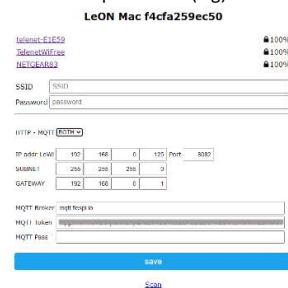 LeON Mac f4cfa259ec50
telenet-E1E59 100%
TelenetWiFree 100%
NETGEAR83 100%
SSID SSID
Password password
HTTP - MQTT BOTH
IP addr LoWi 192 168 0 125 Port 8082
SUBNET 255 255 255 0
GATEWAY 192 168 0 1
MQTT Broker mqtt.flespi.io
MQTT Token
MQTT Pass
save
Scan